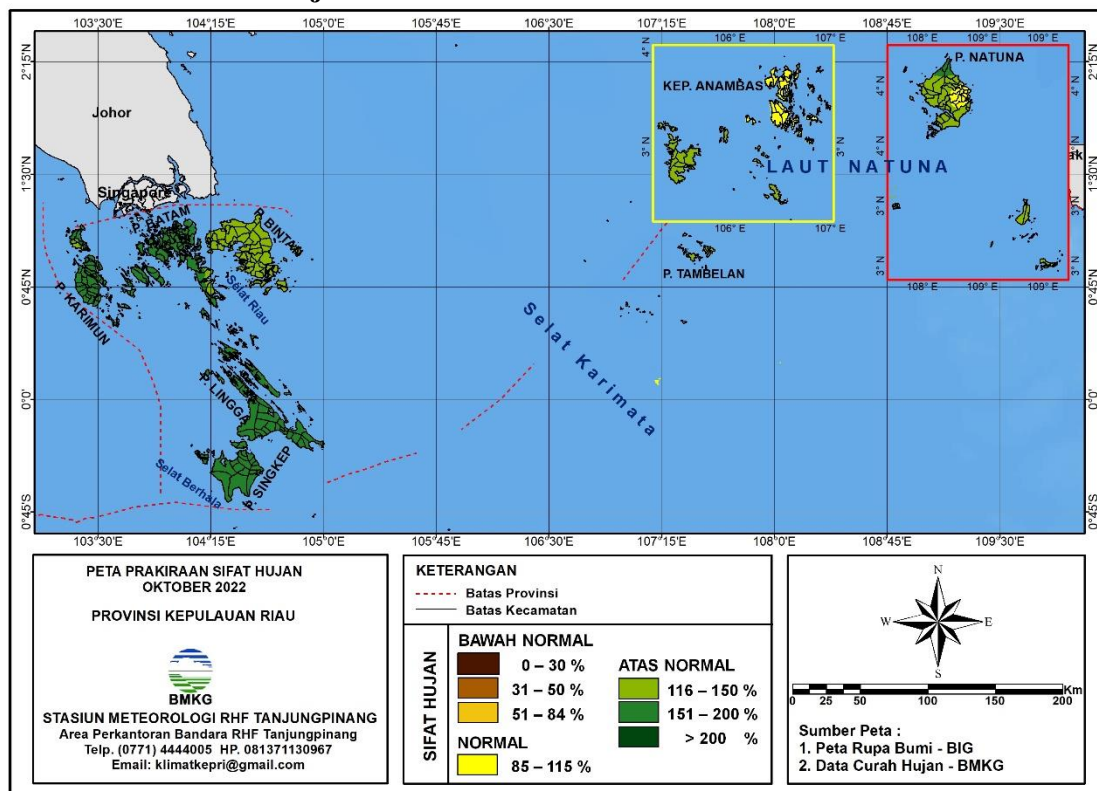 103°30'E 104°15'E 105°0'E 105°45'E 106°30'E 107°15'E 108°0'E 108°45'E 109°30'E
106° E 107° E
108° E 109° E 109° E
2°15'N 4° N 4° N 2°15'N
P. NATUNA
KEP. ANAMBAS
4° N 4° N
Johor
3° N 3° N 4° N 4° N
LAUT NATUNA
1°30'N 1°30'N
Singapore
3° N 3° N
P. BATAM
P. BINTAN
106° E 107° E
P. TAMBELAN
3° N 3° N
108° E 109° E 109° E
0°45'N 0°45'N
Selat Riau
P. KARIMUN
Selat Karimata
P. LINGGA
0°0' 0°0'
Selat Berhala
P. SINGKEP
0°45'S 0°45'S
103°30'E 104°15'E 105°0'E 105°45'E 106°30'E 107°15'E 108°0'E 108°45'E 109°30'E
PETA PRAKIRAAN SIFAT HUJAN
OKTOBER 2022
PROVINSI KEPULAUAN RIAU
BMKG
STASIUN METEOROLOGI RHF TANJUNGPINANG
Area Perkantoran Bandara RHF Tanjungpinang
Telp. (0771) 4444005 HP. 081371130967
Email: klimatkepri@gmail.com
KETERANGAN
Batas Provinsi
Batas Kecamatan
SIFAT HUJAN
BAWAH NORMAL
0 – 30 %
31 – 50 %
51 – 84 %
NORMAL
85 – 115 %
ATAS NORMAL
116 – 150 %
151 – 200 %
> 200 %
N
W E
S
0 25 50 100 150 200 Km
Sumber Peta :
1. Peta Rupa Bumi - BIG
2. Data Curah Hujan - BMKG